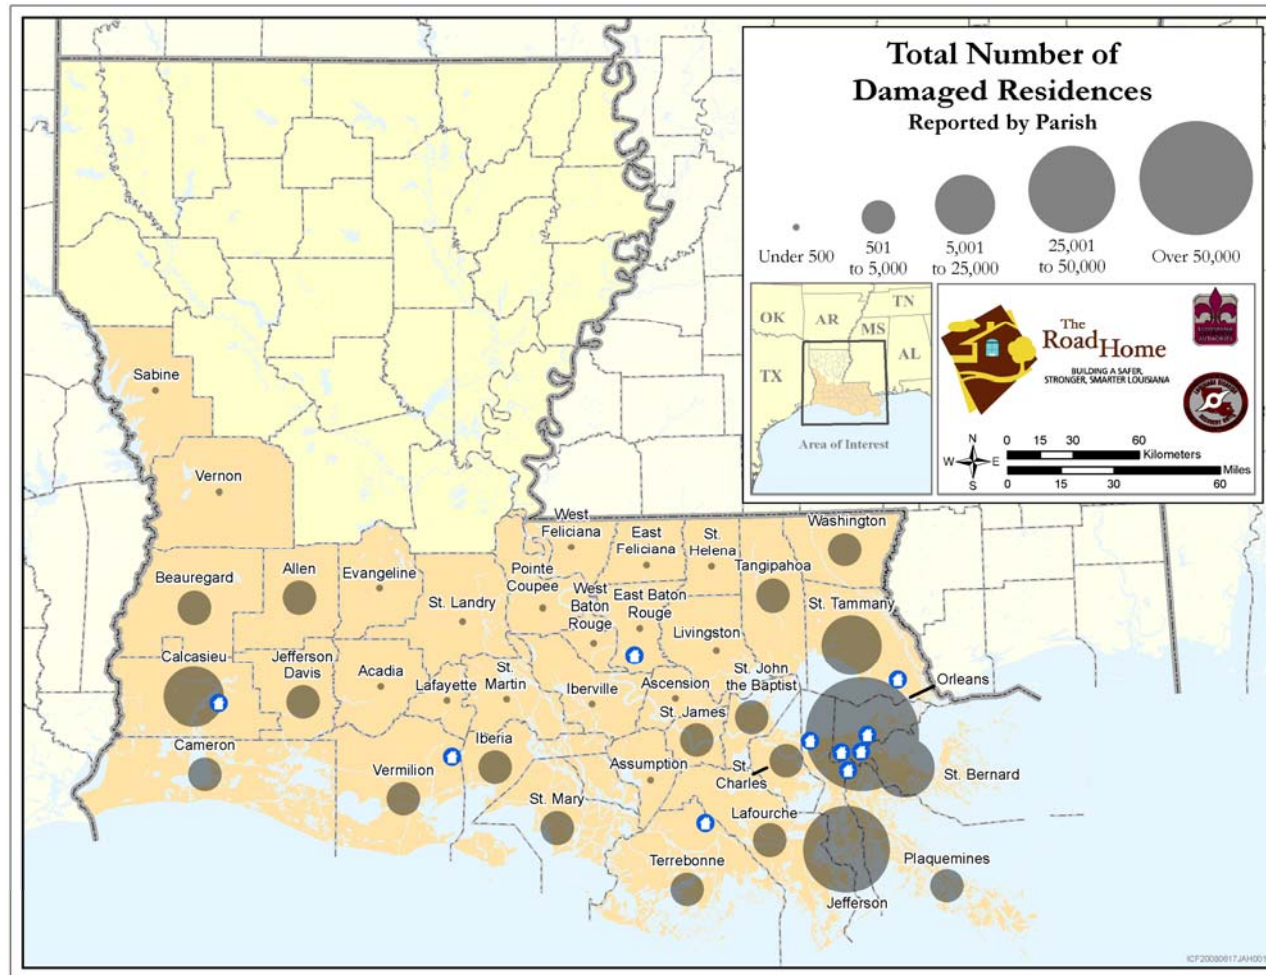 Total Number of
Damaged Residences
Reported by Parish
Under 500
501
to 5,000
5,001
to 25,000
25,001
to 50,000
Over 50,000
OK
AR
TN
MS
AL
TX
Area of Interest
The
Road Home
BUILDING A SAFER,
STRONGER, SMARTER LOUISIANA
N
W
E
S
0 15 30 60
Kilometers
Miles
0 15 30 60
Sabine
Vernon
West
Feliciana
East
Feliciana
St.
Helena
Washington
Beauregard
Allen
Evangeline
Pointe
Coupee
Tangipahoa
St. Landry
West
Baton
Rouge
East Baton
Rouge
St. Tammany
Livingston
Calcasieu
Jefferson
Davis
Acadia
Lafayette
St.
Martin
Iberville
Ascension
St. John
the Baptist
Orleans
St. James
Cameron
Iberia
Vermilion
Assumption
St.
Charles
St. Bernard
St. Mary
Lafourche
Terrebonne
Plaquemines
Jefferson
ICF20080617JAH001